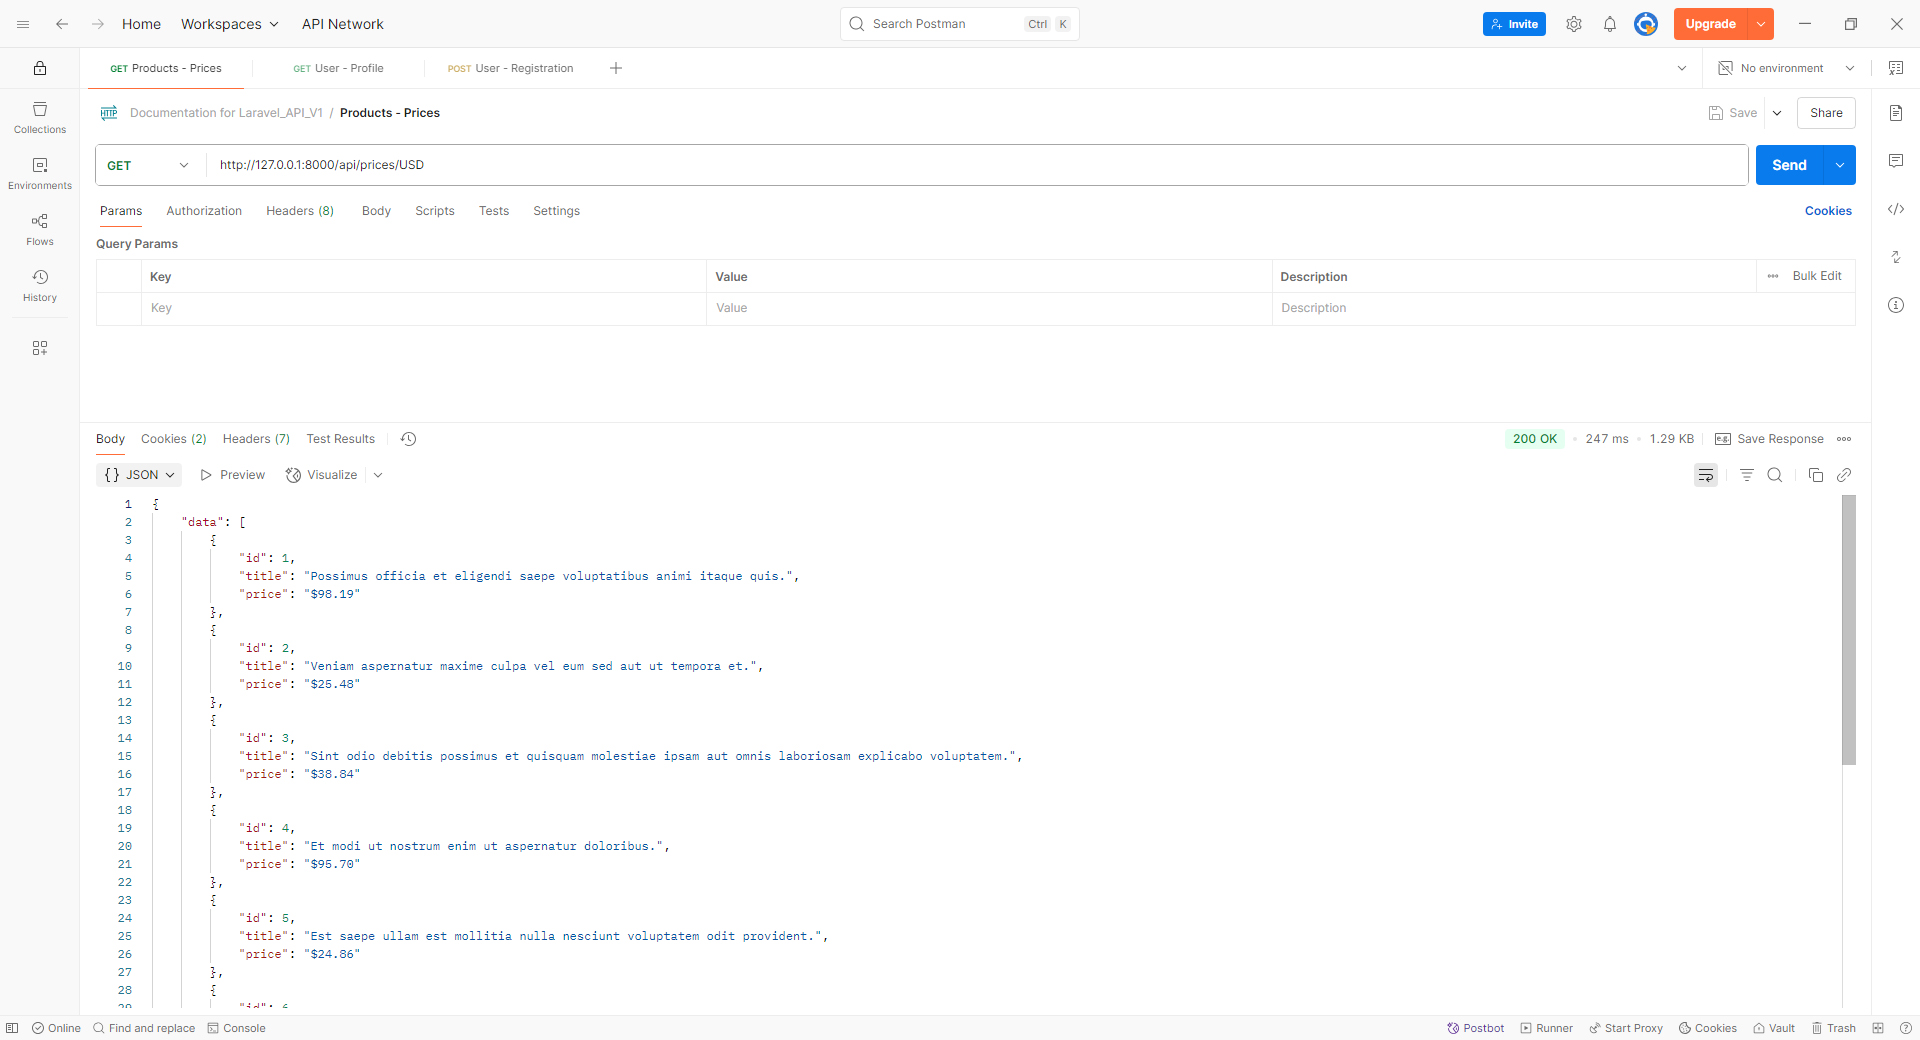 Home Workspaces API Network Search Postman Ctrl K Invite Upgrade
GET Products - Prices GET User - Profile POST User - Registration No environment
Collections
Environments
Flows
History
HTTP Documentation for Laravel_API_V1 / Products - Prices Save Share
GET http://127.0.0.1:8000/api/prices/USD Send
Params Authorization Headers (8) Body Scripts Tests Settings Cookies
Query Params
Key Value Description Bulk Edit
Key Value Description
Body Cookies (2) Headers (7) Test Results 200 OK 247 ms 1.29 KB e.g. Save Response
{} JSON Preview Visualize
1 {
2 "data": [
3 {
4 "id": 1,
5 "title": "Possimus officia et eligendi saepe voluptatibus animi itaque quis.",
6 "price": "$98.19"
7 },
8 {
9 "id": 2,
10 "title": "Veniam aspernatur maxime culpa vel eum sed aut ut tempora et.",
11 "price": "$25.48"
12 },
13 {
14 "id": 3,
15 "title": "Sint odio debitis possimus et quisquam molestiae ipsam aut omnis laboriosam explicabo voluptatem.",
16 "price": "$38.84"
17 },
18 {
19 "id": 4,
20 "title": "Et modi ut nostrum enim ut aspernatur doloribus.",
21 "price": "$95.70"
22 },
23 {
24 "id": 5,
25 "title": "Est saepe ullam est mollitia nulla nesciunt voluptatem odit provident.",
26 "price": "$24.86"
27 },
28 {
29 "id": 6
Online Find and replace Console Postbot Runner Start Proxy Cookies Vault Trash